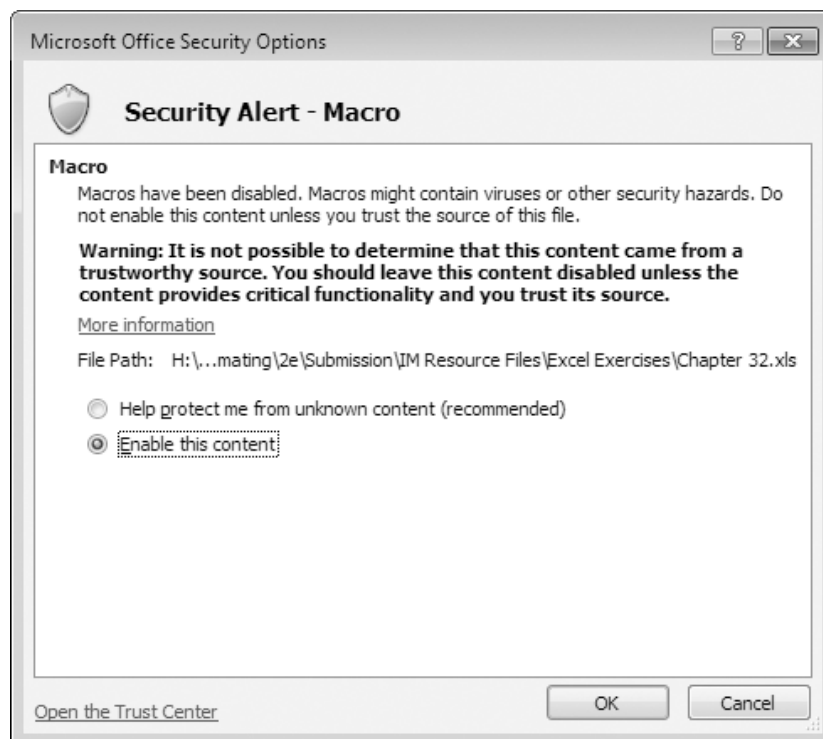 Microsoft Office Security Options
Security Alert - Macro
Macro
Macros have been disabled. Macros might contain viruses or other security hazards. Do
not enable this content unless you trust the source of this file.
Warning: It is not possible to determine that this content came from a
trustworthy source. You should leave this content disabled unless the
content provides critical functionality and you trust its source.
More information
File Path: H:\...mating\2e\Submission\IM Resource Files\Excel Exercises\Chapter 32.xls
Help protect me from unknown content (recommended)
Enable this content
Open the Trust Center
OK
Cancel